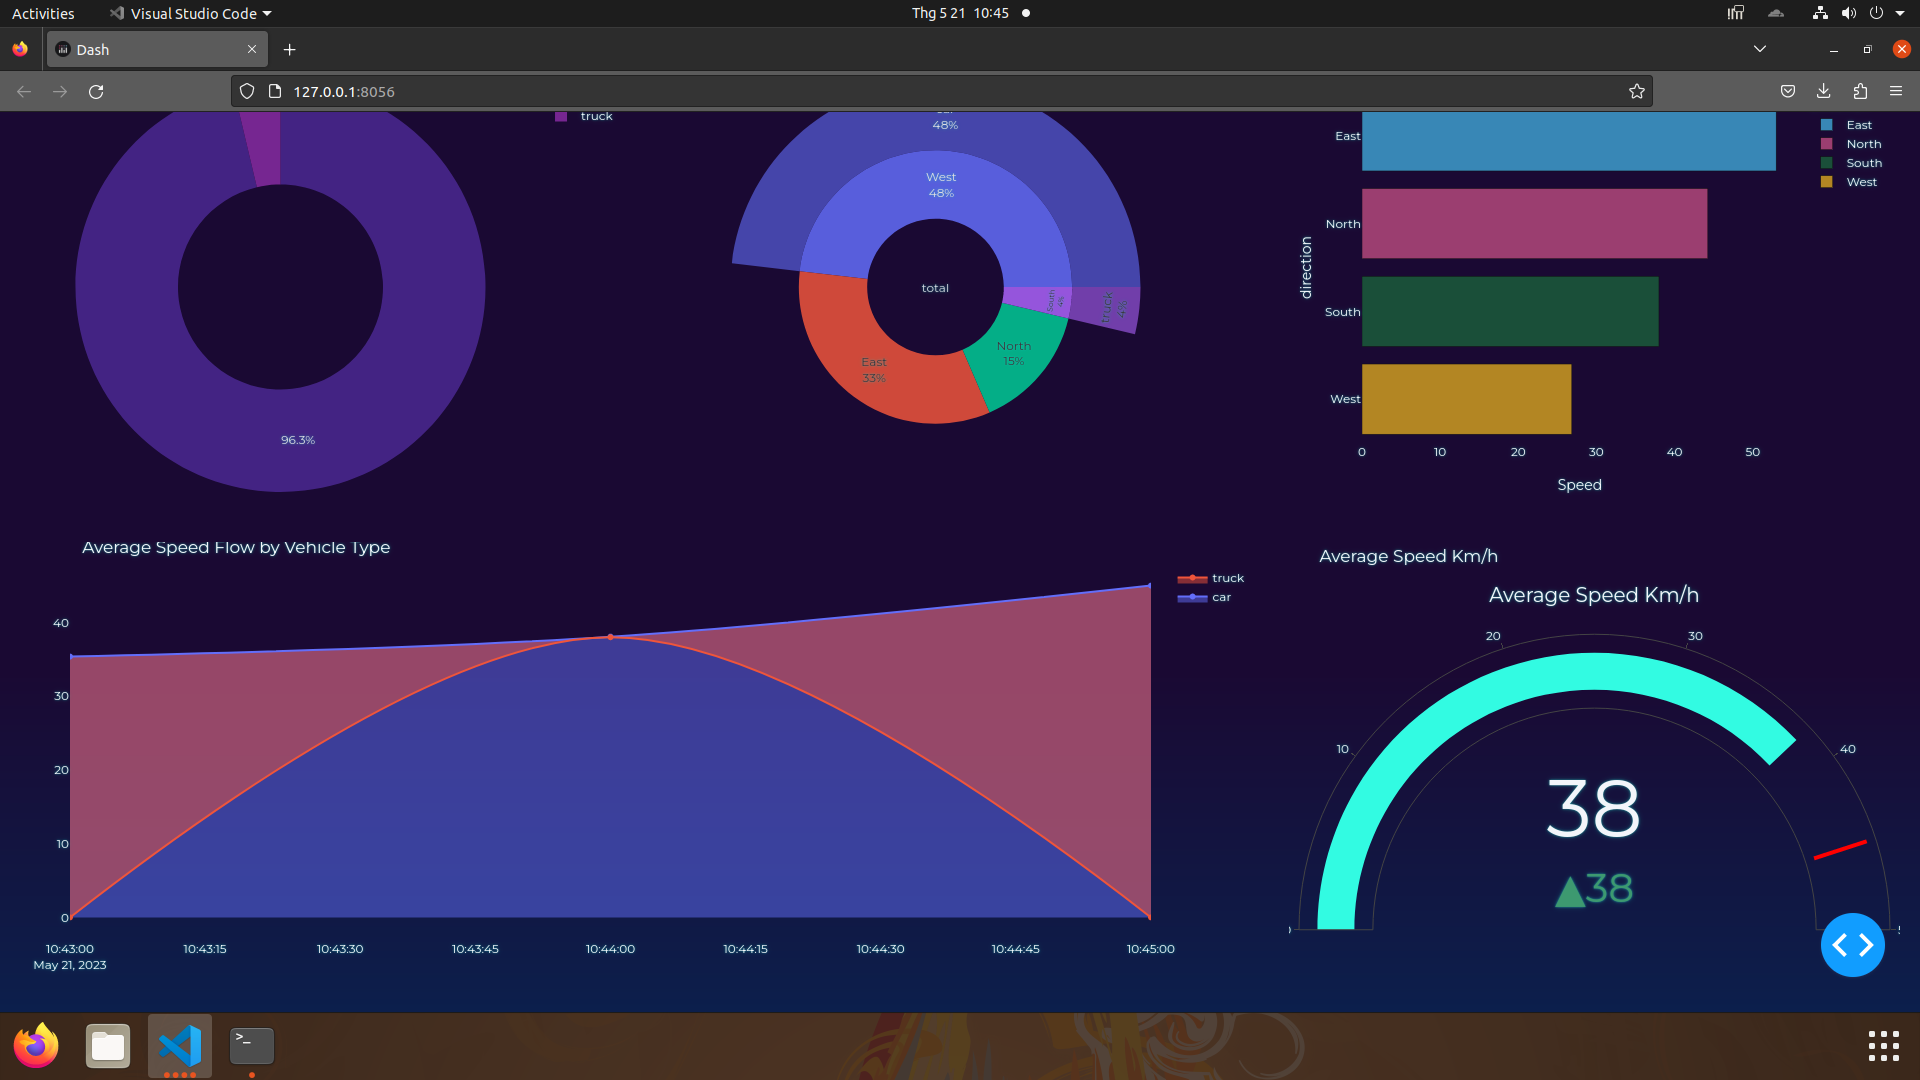 Activities
Visual Studio Code
Thg 5 21 10:45
Dash
127.0.0.1:8056
truck
96.3%
48%
West
48%
total
South
4%
truck
4%
North
15%
East
33%
direction
East
North
South
West
0 10 20 30 40 50
Speed
East
North
South
West
Average Speed Flow by Vehicle Type
truck
car
40
30
20
10
0
10:43:00 10:43:15 10:43:30 10:43:45 10:44:00 10:44:15 10:44:30 10:44:45 10:45:00
May 21, 2023
Average Speed Km/h
Average Speed Km/h
20 30
10 40
38
▲38